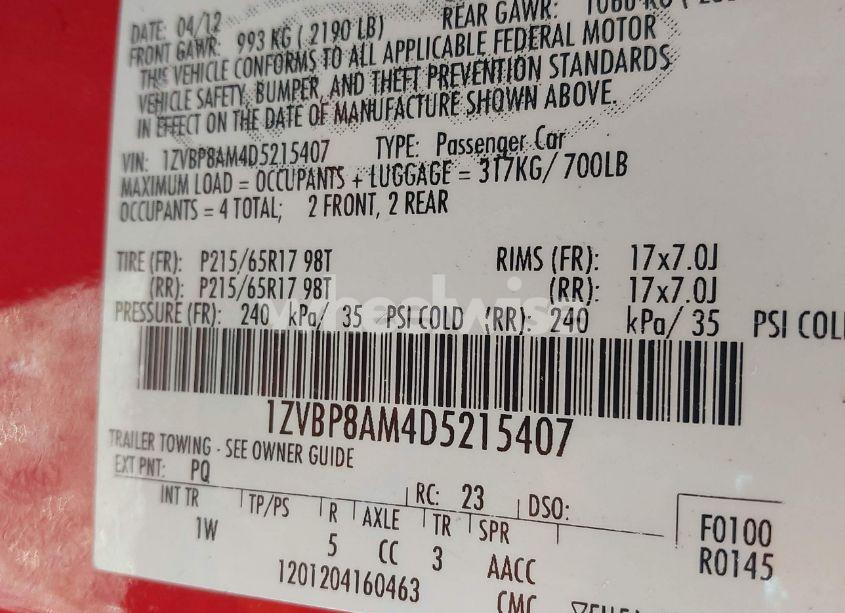 DATE: 04/12
FRONT GAWR: 993 KG ( 2190 LB) REAR GAWR:
THIS VEHICLE CONFORMS TO ALL APPLICABLE FEDERAL MOTOR
VEHICLE SAFETY, BUMPER, AND THEFT PREVENTION STANDARDS
IN EFFECT ON THE DATE OF MANUFACTURE SHOWN ABOVE.
VIN: 1ZVBP8AM4D5215407 TYPE: Passenger Car
MAXIMUM LOAD = OCCUPANTS + LUGGAGE = 317KG/ 700LB
OCCUPANTS = 4 TOTAL; 2 FRONT, 2 REAR
TIRE (FR): P215/65R17 98T RIMS (FR): 17x7.0J
(RR): P215/65R17 98T (RR): 17x7.0J
PRESSURE (FR): 240 kPa/ 35 PSI COLD (RR): 240 kPa/ 35 PSI COL
wheelwise
1ZVBP8AM4D5215407
TRAILER TOWING - SEE OWNER GUIDE
EXT PNT: PQ RC: 23 DSO:
INT TR TP/PS R AXLE TR SPR F0100
1W 5 CC 3 AACC R0145
1201204160463 CMC